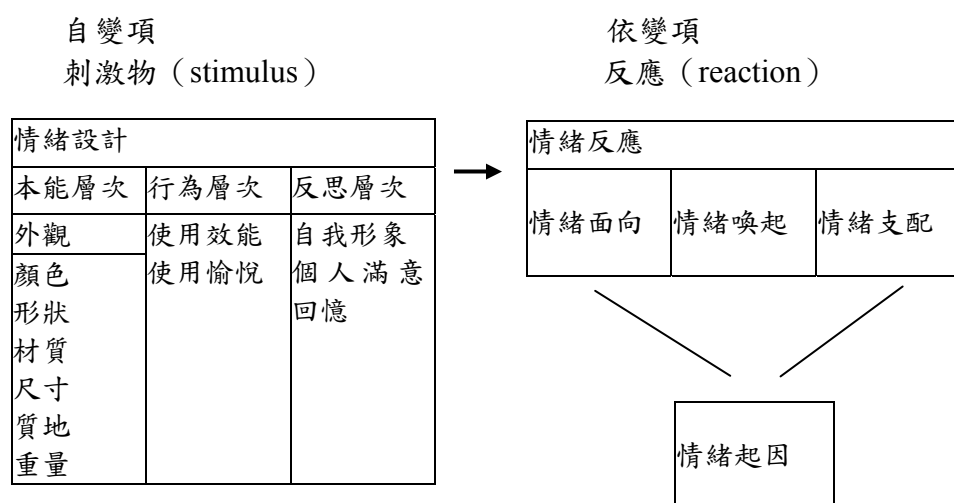 自變項
刺激物（stimulus）
依變項
反應（reaction）
情緒設計
本能層次 行為層次 反思層次
外觀
顏色
形狀
材質
尺寸
質地
重量
使用效能
使用愉悅
自我形象
個人滿意
回憶
情緒反應
情緒面向 情緒喚起 情緒支配
情緒起因